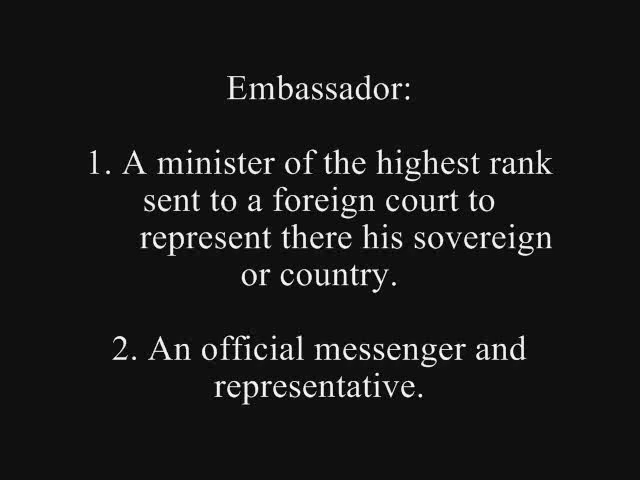 Embassador:
1. A minister of the highest rank
sent to a foreign court to
represent there his sovereign
or country.
2. An official messenger and
representative.